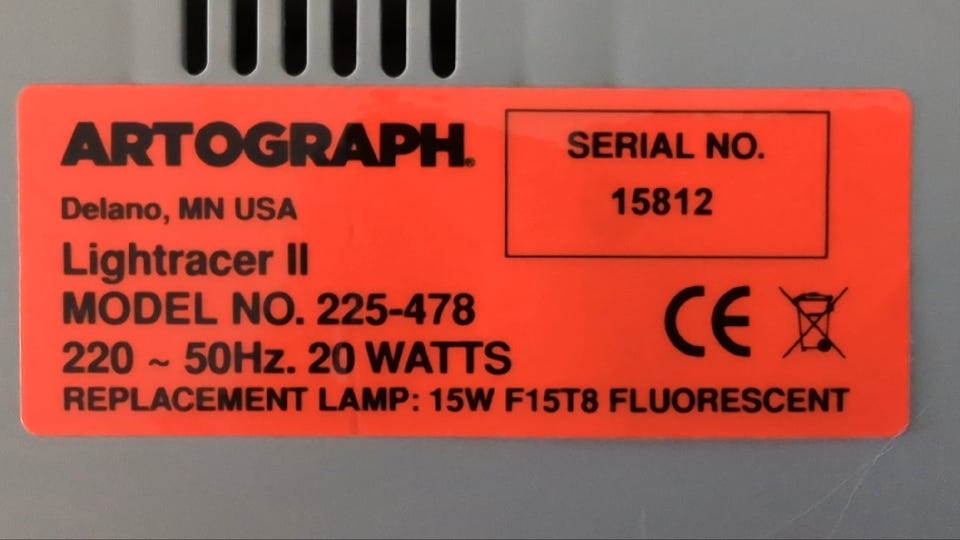 ARTOGRAPH®
Delano, MN USA
Lightracer II
MODEL NO. 225-478
220 ~ 50Hz. 20 WATTS
REPLACEMENT LAMP: 15W F15T8 FLUORESCENT
SERIAL NO.
15812
CE